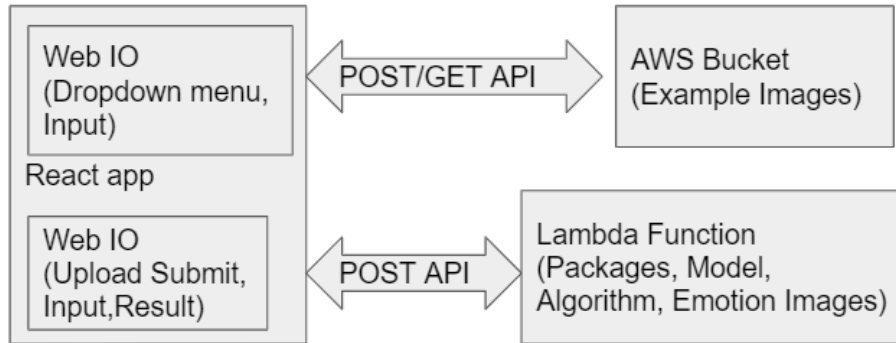 Web IO
(Dropdown menu,
Input)
React app
Web IO
(Upload Submit,
Input,Result)
POST/GET API
POST API
AWS Bucket
(Example Images)
Lambda Function
(Packages, Model,
Algorithm, Emotion Images)